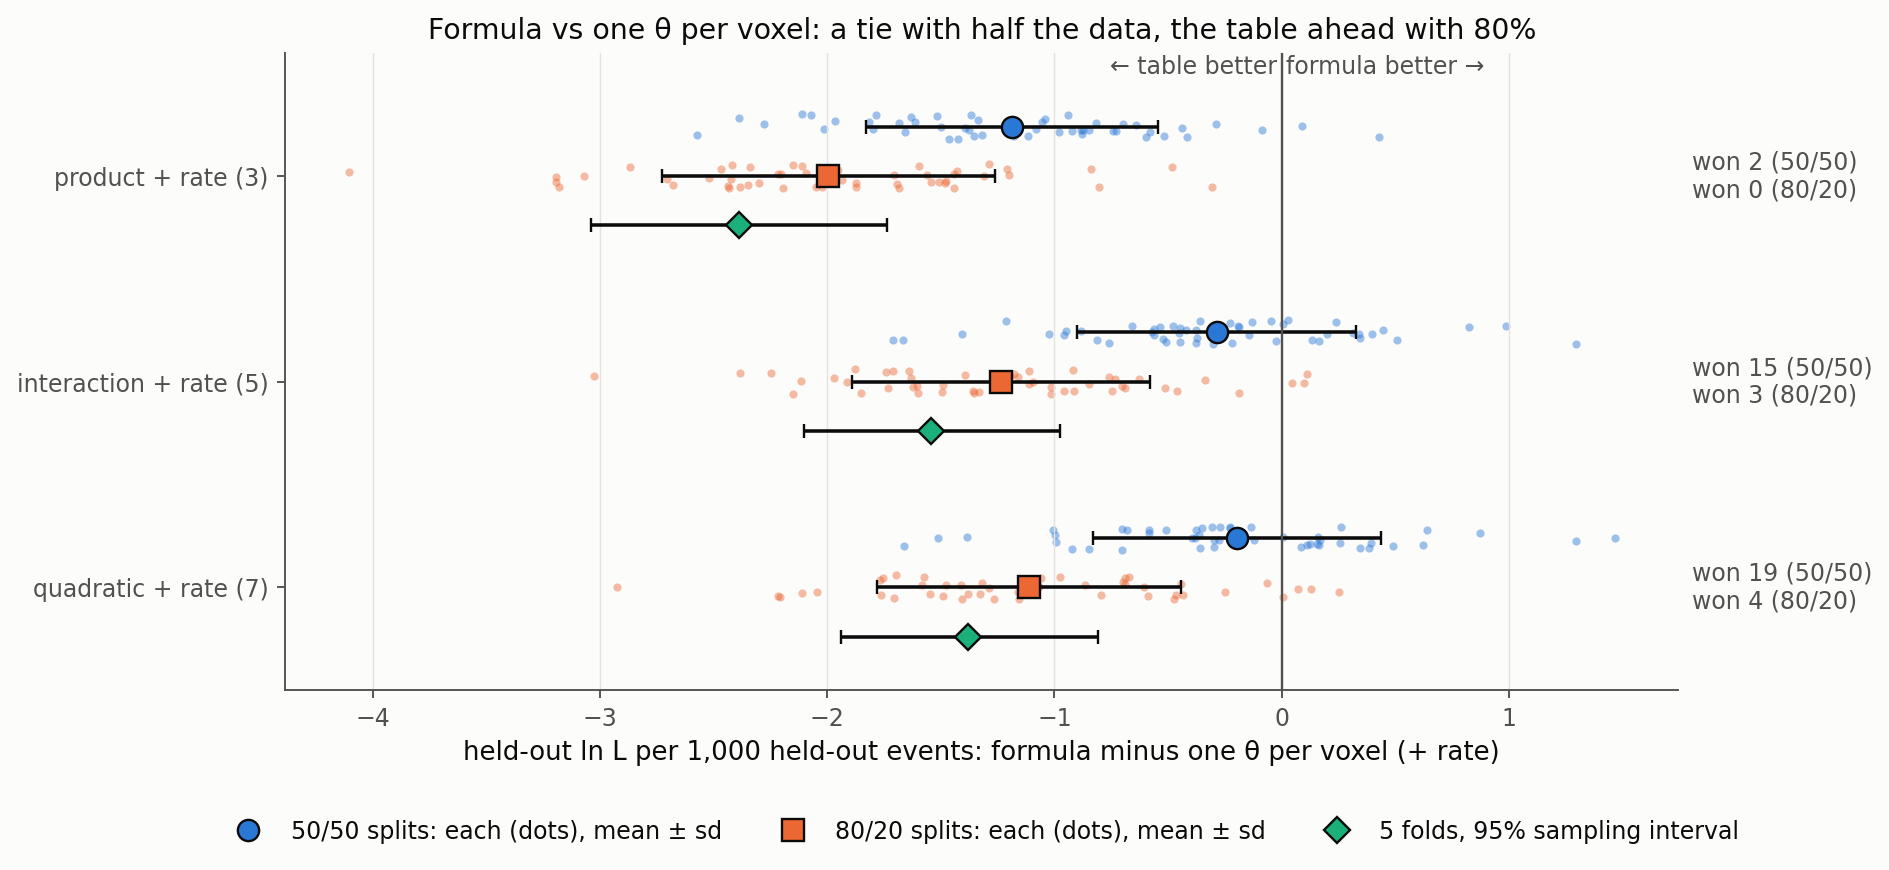 Formula vs one θ per voxel: a tie with half the data, the table ahead with 80%
← table better formula better →
product + rate (3)
won 2 (50/50)
won 0 (80/20)
interaction + rate (5)
won 15 (50/50)
won 3 (80/20)
quadratic + rate (7)
won 19 (50/50)
won 4 (80/20)
−4 −3 −2 −1 0 1
held-out ln L per 1,000 held-out events: formula minus one θ per voxel (+ rate)
50/50 splits: each (dots), mean ± sd 80/20 splits: each (dots), mean ± sd 5 folds, 95% sampling interval